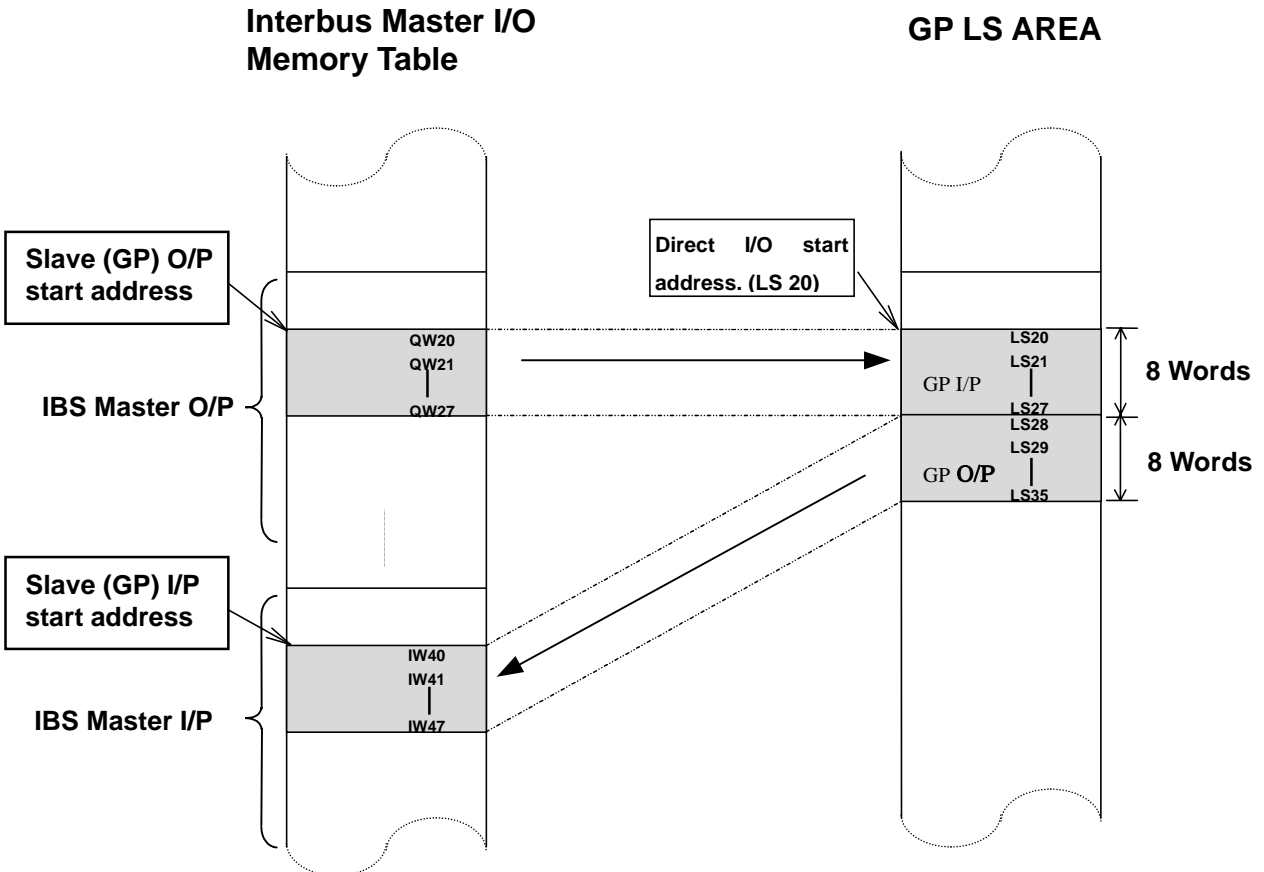 Interbus Master I/O
Memory Table
GP LS AREA
Slave (GP) O/P
start address
Direct I/O start
address. (LS 20)
QW20
QW21
QW27
IBS Master O/P
LS20
LS21
GP I/P
LS27
8 Words
LS28
LS29
GP O/P
LS35
8 Words
Slave (GP) I/P
start address
IW40
IW41
IW47
IBS Master I/P